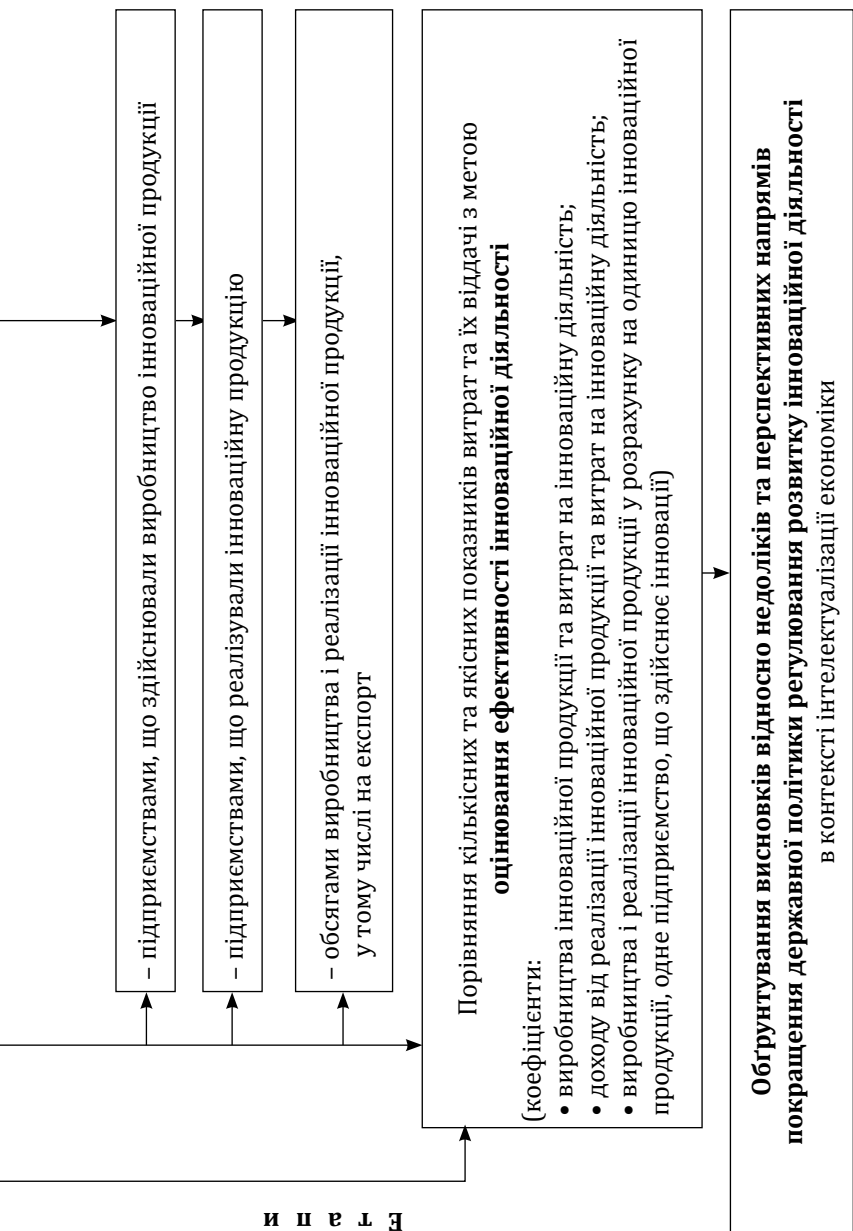 Е т а п и
– підприємствами, що здійснювали виробництво інноваційної продукції
– підприємствами, що реалізували інноваційну продукцію
– обсягами виробництва і реалізації інноваційної продукції,
у тому числі на експорт
Порівняння кількісних та якісних показників витрат та їх віддачі з метою
оцінювання ефективності інноваційної діяльності
(коефіцієнти:
• виробництва інноваційної продукції та витрат на інноваційну діяльність;
• доходу від реалізації інноваційної продукції та витрат на інноваційну діяльність;
• виробництва і реалізації інноваційної продукції у розрахунку на одиницю інноваційної
продукції, одне підприємство, що здійснює інновації)
Обґрунтування висновків відносно недоліків та перспективних напрямів
покращення державної політики регулювання розвитку інноваційної діяльності
в контексті інтелектуалізації економіки